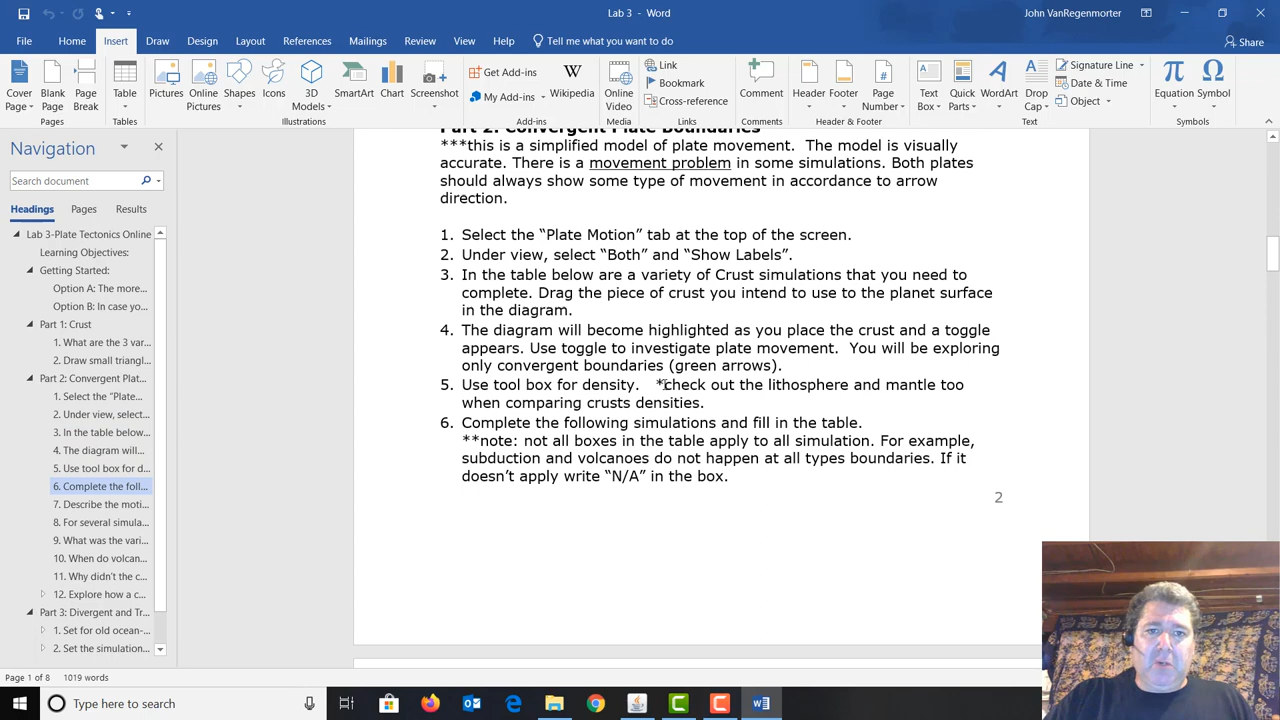 Lab 3 - Word
John VanRegenmorter
File Home Insert Draw Design Layout References Mailings Review View Help Tell me what you want to do
Share
Cover Page
Blank Page
Page Break
Table
Pictures
Online Pictures
Shapes
Icons
3D Models
SmartArt
Chart
Screenshot
Get Add-ins
My Add-ins
Wikipedia
Online Video
Link
Bookmark
Cross-reference
Comment
Header
Footer
Page Number
Text Box
Quick Parts
WordArt
Drop Cap
Signature Line
Date & Time
Object
Equation
Symbol
Pages
Tables
Illustrations
Add-ins
Media
Links
Comments
Header & Footer
Text
Symbols
Navigation
Search document
Headings Pages Results
Lab 3-Plate Tectonics Online
Learning Objectives:
Getting Started:
Option A: The more...
Option B: In case yo...
Part 1: Crust
1. What are the 3 var...
2. Draw small triangl...
Part 2: Convergent Plat...
1. Select the "Plate...
2. Under view, select...
3. In the table below...
4. The diagram will...
5. Use tool box for d...
6. Complete the foll...
7. Describe the moti...
8. For several simula...
9. What was the vari...
10. When do volcan...
11. Why didn't the c...
12. Explore how a c...
Part 3: Divergent and Tr...
1. Set for old ocean-...
2. Set the simulation...
Part 2: Convergent Plate Boundaries
***this is a simplified model of plate movement. The model is visually
accurate. There is a movement problem in some simulations. Both plates
should always show some type of movement in accordance to arrow
direction.
1. Select the “Plate Motion” tab at the top of the screen.
2. Under view, select “Both” and “Show Labels”.
3. In the table below are a variety of Crust simulations that you need to
complete. Drag the piece of crust you intend to use to the planet surface
in the diagram.
4. The diagram will become highlighted as you place the crust and a toggle
appears. Use toggle to investigate plate movement. You will be exploring
only convergent boundaries (green arrows).
5. Use tool box for density. *check out the lithosphere and mantle too
when comparing crusts densities.
6. Complete the following simulations and fill in the table.
**note: not all boxes in the table apply to all simulation. For example,
subduction and volcanoes do not happen at all types boundaries. If it
doesn’t apply write “N/A” in the box.
2
Page 1 of 8 1019 words
Type here to search